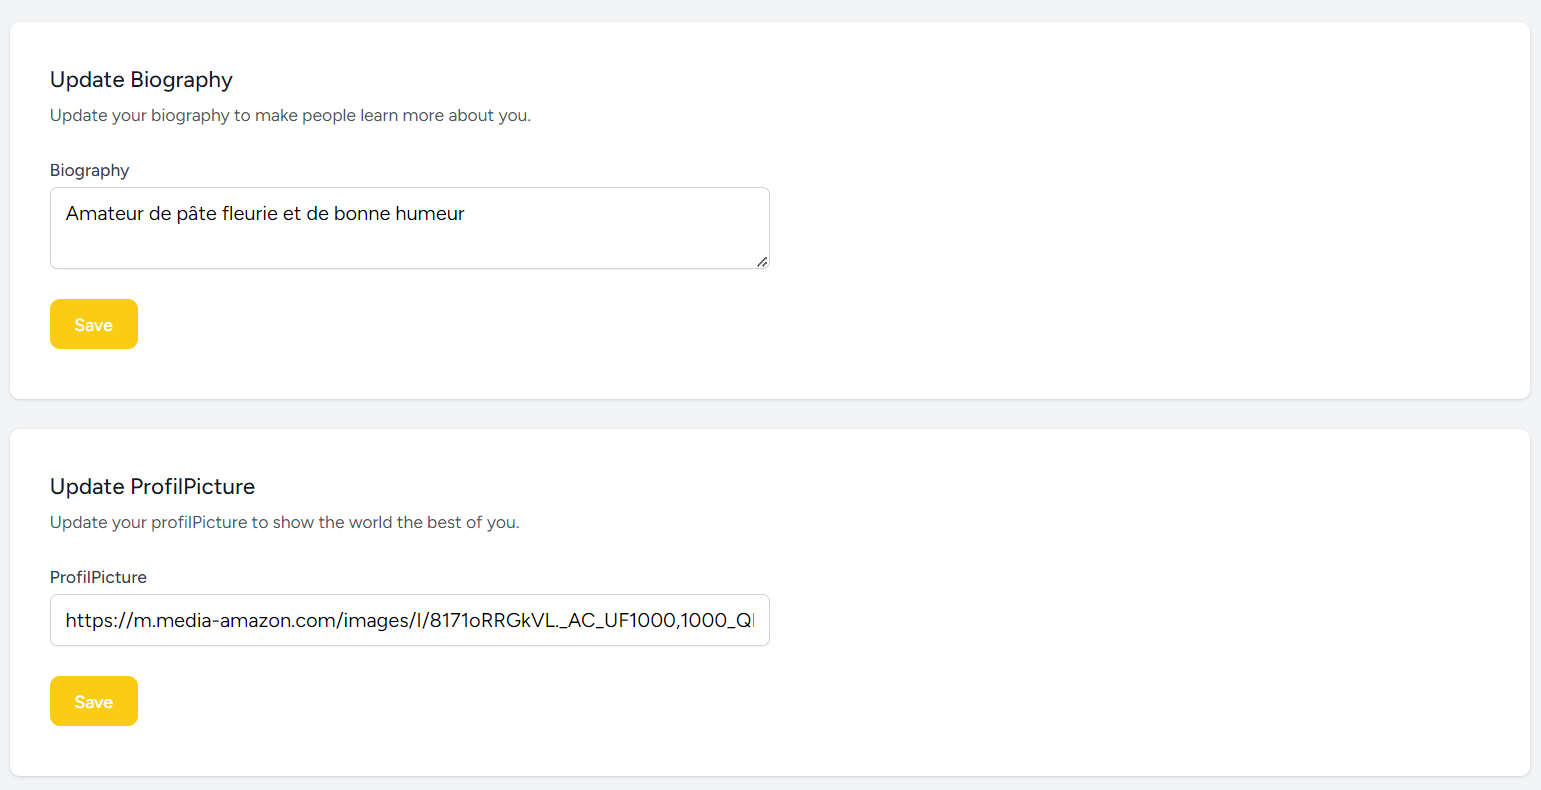 Update Biography
Update your biography to make people learn more about you.
Biography
Amateur de pâte fleurie et de bonne humeur
Save
Update ProfilPicture
Update your profilPicture to show the world the best of you.
ProfilPicture
https://m.media-amazon.com/images/I/8171oRRGkVL._AC_UF1000,1000_Q
Save